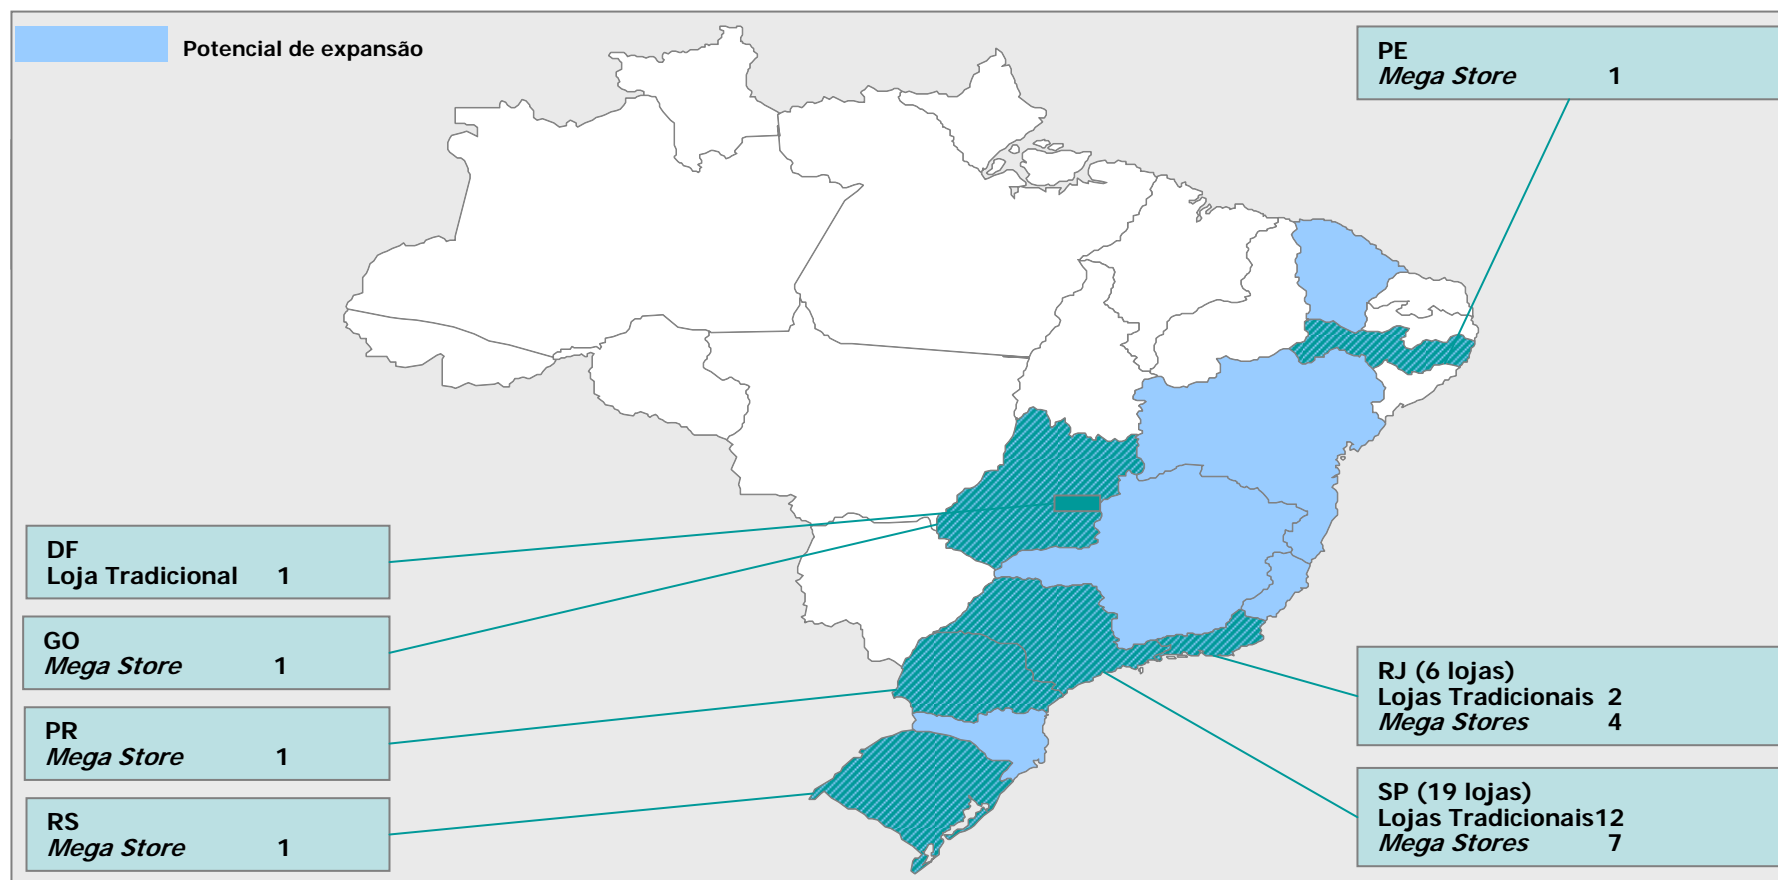 Potencial de expansão
PE
Mega Store 1
DF
Loja Tradicional 1
GO
Mega Store 1
PR
Mega Store 1
RS
Mega Store 1
RJ (6 lojas)
Lojas Tradicionais 2
Mega Stores 4
SP (19 lojas)
Lojas Tradicionais12
Mega Stores 7